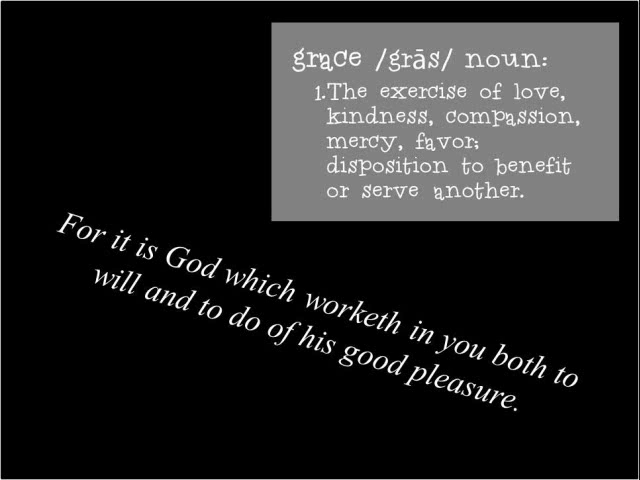 grace /grās/ noun:
1.The exercise of love,
kindness, compassion,
mercy, favor;
disposition to benefit
or serve another.
For it is God which worketh in you both to
will and to do of his good pleasure.